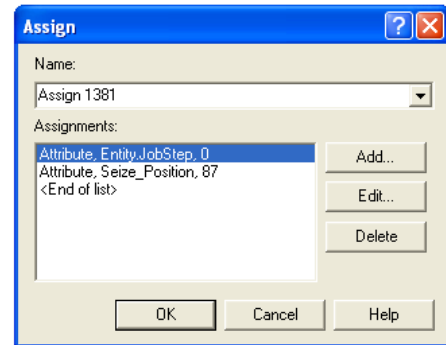 Assign
Name:
Assign 1381
Assignments:
Attribute, Entity.JobStep, 0
Attribute, Seize_Position, 87
<End of list>
Add...
Edit...
Delete
OK Cancel Help